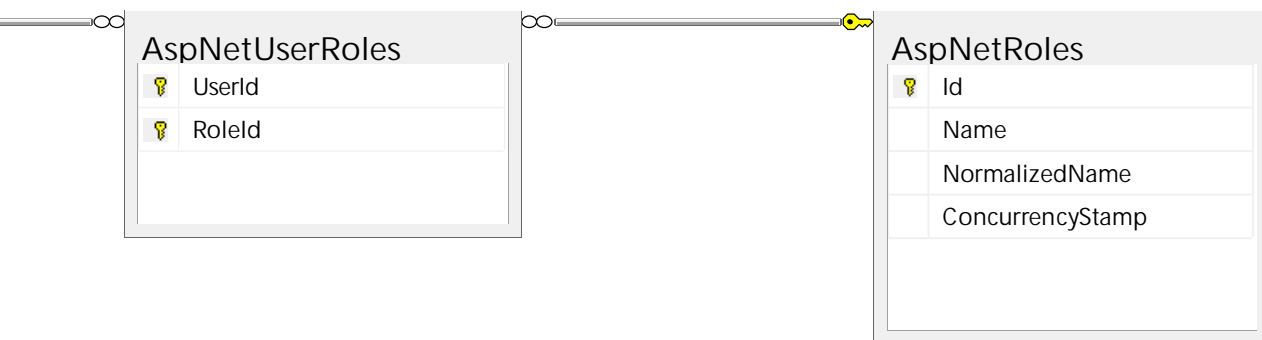 AspNetUserRoles
UserId
RoleId
AspNetRoles
Id
Name
NormalizedName
ConcurrencyStamp